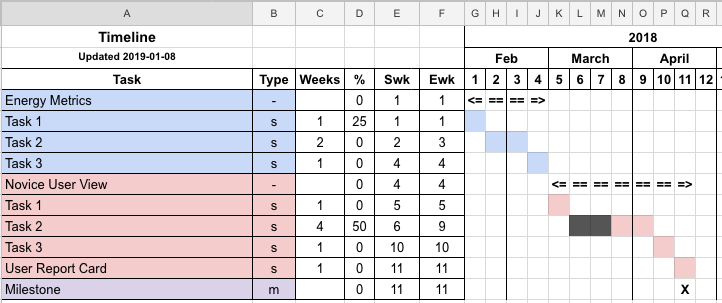 A B C D E F G H I J K L M N O P Q R
Timeline 2018
Updated 2019-01-08 Feb March April
Task Type Weeks % Swk Ewk 1 2 3 4 5 6 7 8 9 10 11 12
Energy Metrics - 0 1 1 <= == == =>
Task 1 s 1 25 1 1
Task 2 s 2 0 2 3
Task 3 s 1 0 4 4
Novice User View - 0 4 4 <= == == == == == =>
Task 1 s 1 0 5 5
Task 2 s 4 50 6 9
Task 3 s 1 0 10 10
User Report Card s 1 0 11 11
Milestone m 0 11 11 X